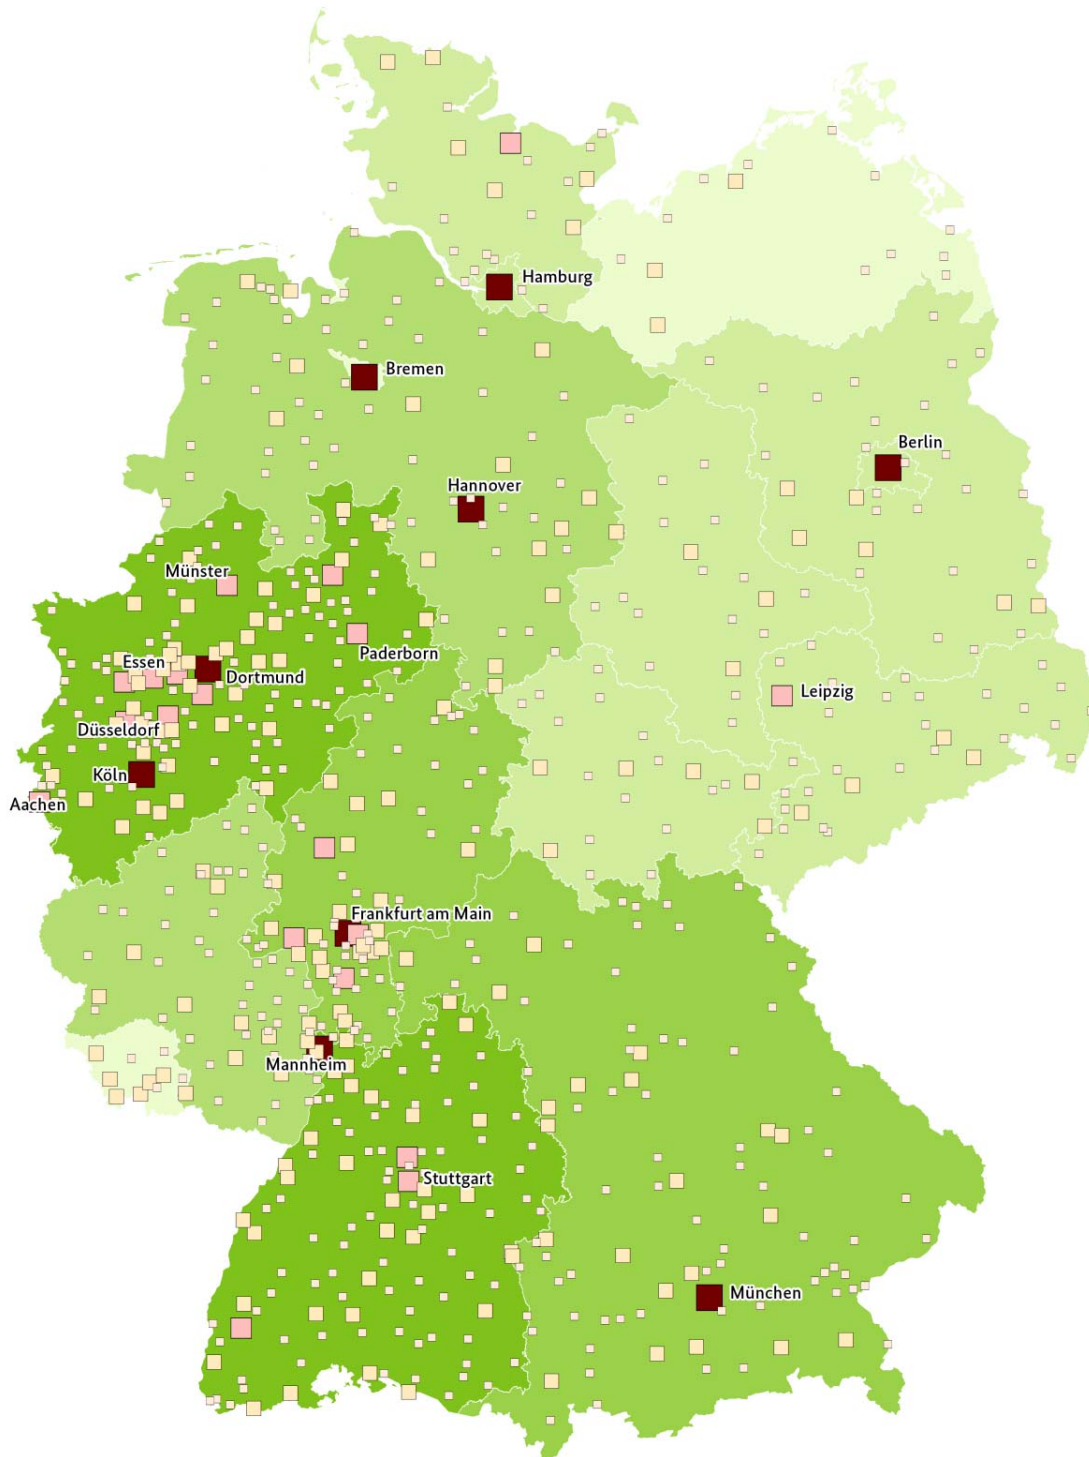 Hamburg
Bremen
Berlin
Hannover
Münster
Essen
Paderborn
Dortmund
Leipzig
Düsseldorf
Köln
Aachen
Frankfurt am Main
Mannheim
Stuttgart
München